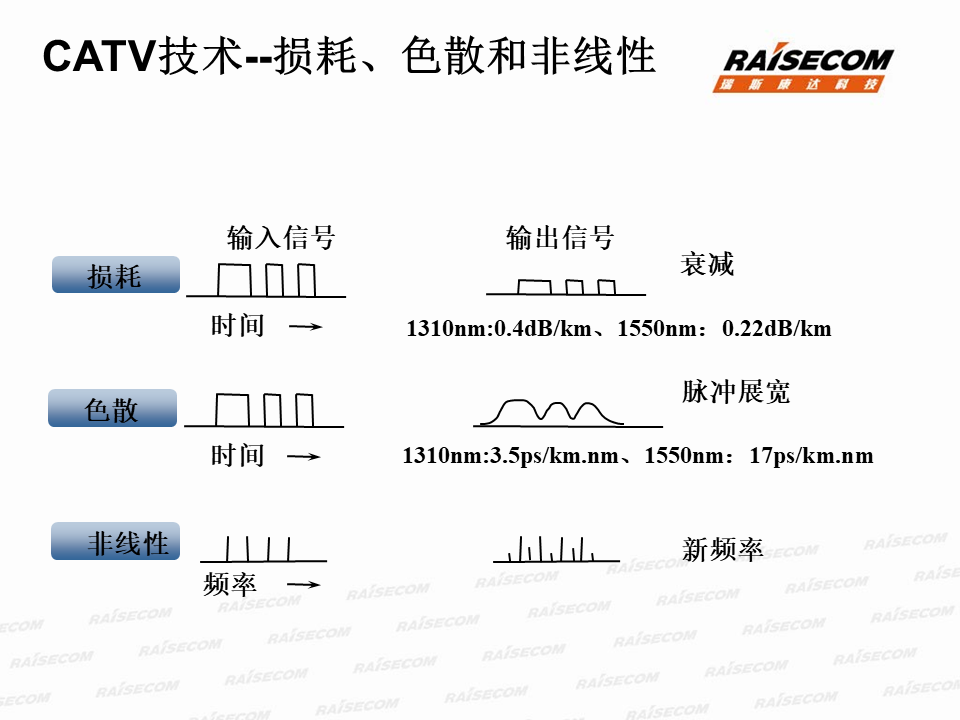 CATV技术--损耗、色散和非线性
RAISECOM
瑞斯康达科技
输入信号
输出信号
衰减
损耗
时间
1310nm:0.4dB/km、1550nm：0.22dB/km
脉冲展宽
色散
时间
1310nm:3.5ps/km.nm、1550nm：17ps/km.nm
非线性
新频率
频率